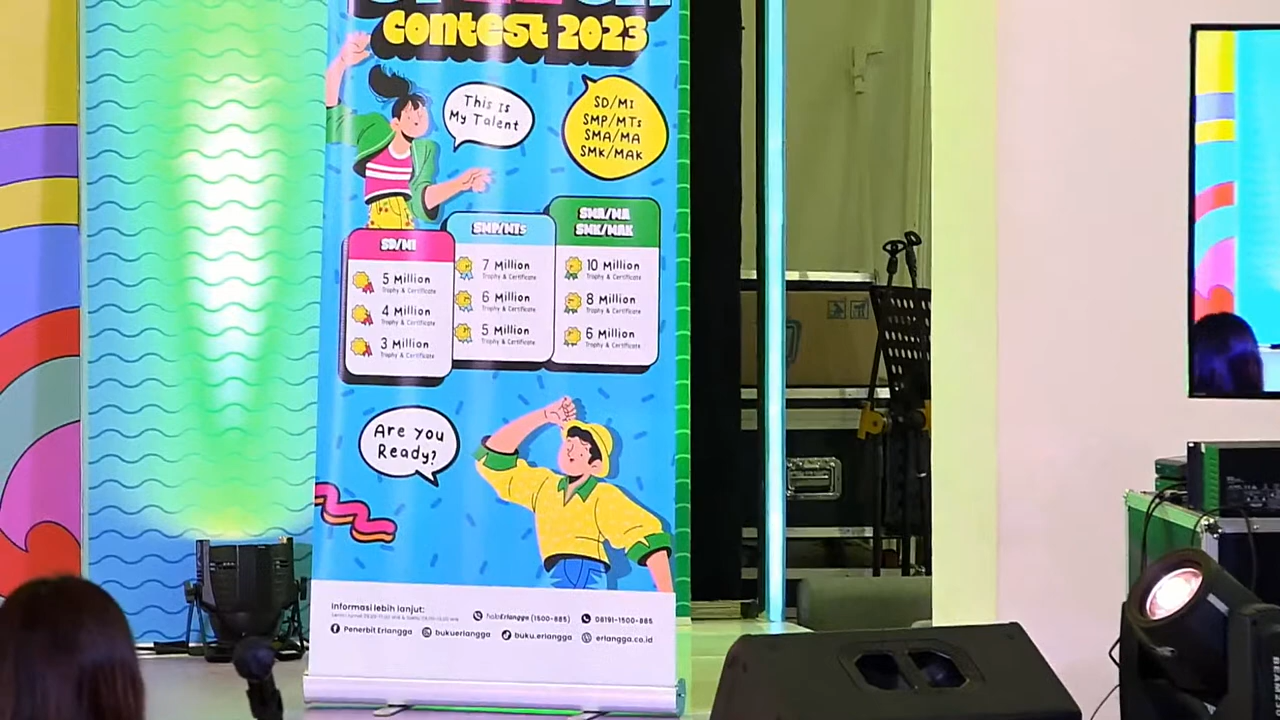 contest 2023
This Is
My Talent
SD/MI
SMP/MTs
SMA/MA
SMK/MAK
SD/MI
5 Million
Trophy & Certificate
4 Million
Trophy & Certificate
3 Million
Trophy & Certificate
SMP/MTs
7 Million
Trophy & Certificate
6 Million
Trophy & Certificate
5 Million
Trophy & Certificate
SMA/MA
SMK/MAK
10 Million
Trophy & Certificate
8 Million
Trophy & Certificate
6 Million
Trophy & Certificate
Are you
Ready?
Informasi lebih lanjut:
haloErlangga (1500-885)
08191-1500-885
Penerbit Erlangga
bukuerlangga
buku.erlangga
erlangga.co.id